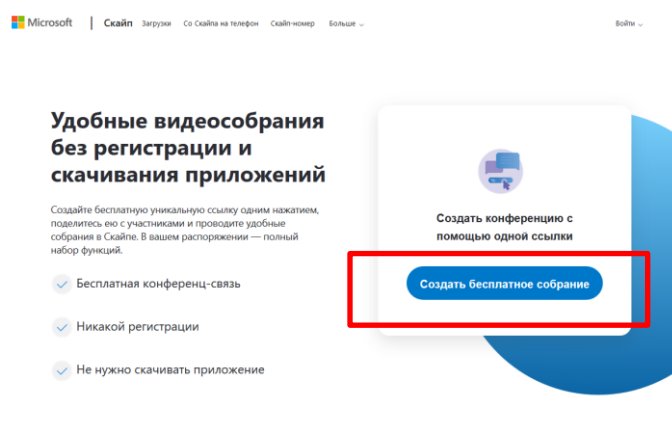 Microsoft Скайп Загрузки Со Скайпа на телефон Скайп-номер Больше Войти
Удобные видеособрания
без регистрации и
скачивания приложений
Создайте бесплатную уникальную ссылку одним нажатием,
поделитесь ею с участниками и проводите удобные
собрания в Скайпе. В вашем распоряжении — полный
набор функций.
Бесплатная конференц-связь
Никакой регистрации
Не нужно скачивать приложение
Создать конференцию с
помощью одной ссылки
Создать бесплатное собрание